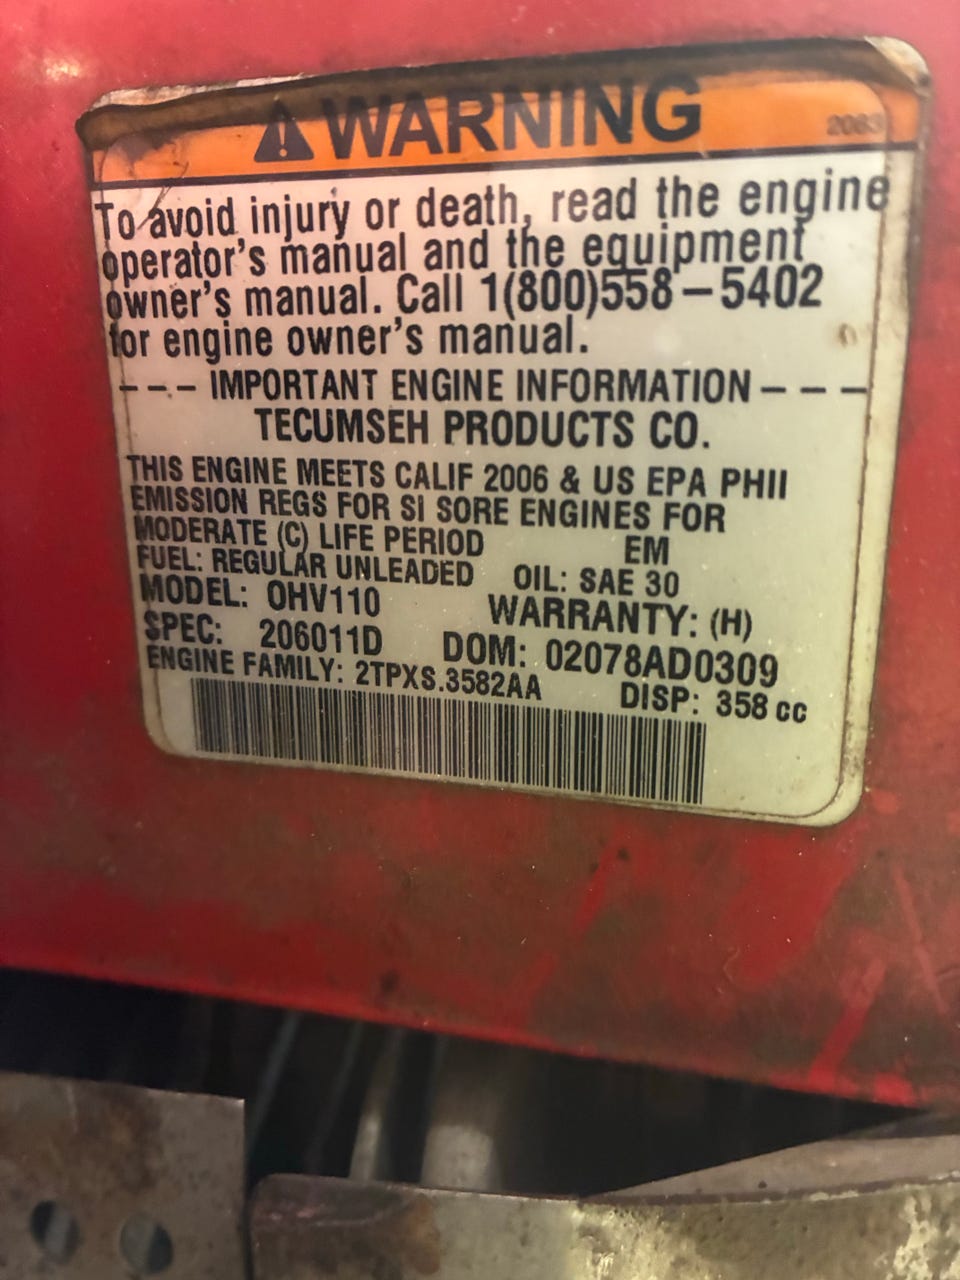 WARNING
2083
To avoid injury or death, read the engine
operator's manual and the equipment
owner's manual. Call 1(800)558-5402
for engine owner's manual.
--- IMPORTANT ENGINE INFORMATION ---
TECUMSEH PRODUCTS CO.
THIS ENGINE MEETS CALIF 2006 & US EPA PHII
EMISSION REGS FOR SI SORE ENGINES FOR
MODERATE (C) LIFE PERIOD EM
FUEL: REGULAR UNLEADED OIL: SAE 30
MODEL: OHV110 WARRANTY: (H)
SPEC: 206011D DOM: 02078AD0309
ENGINE FAMILY: 2TPXS.3582AA DISP: 358 cc